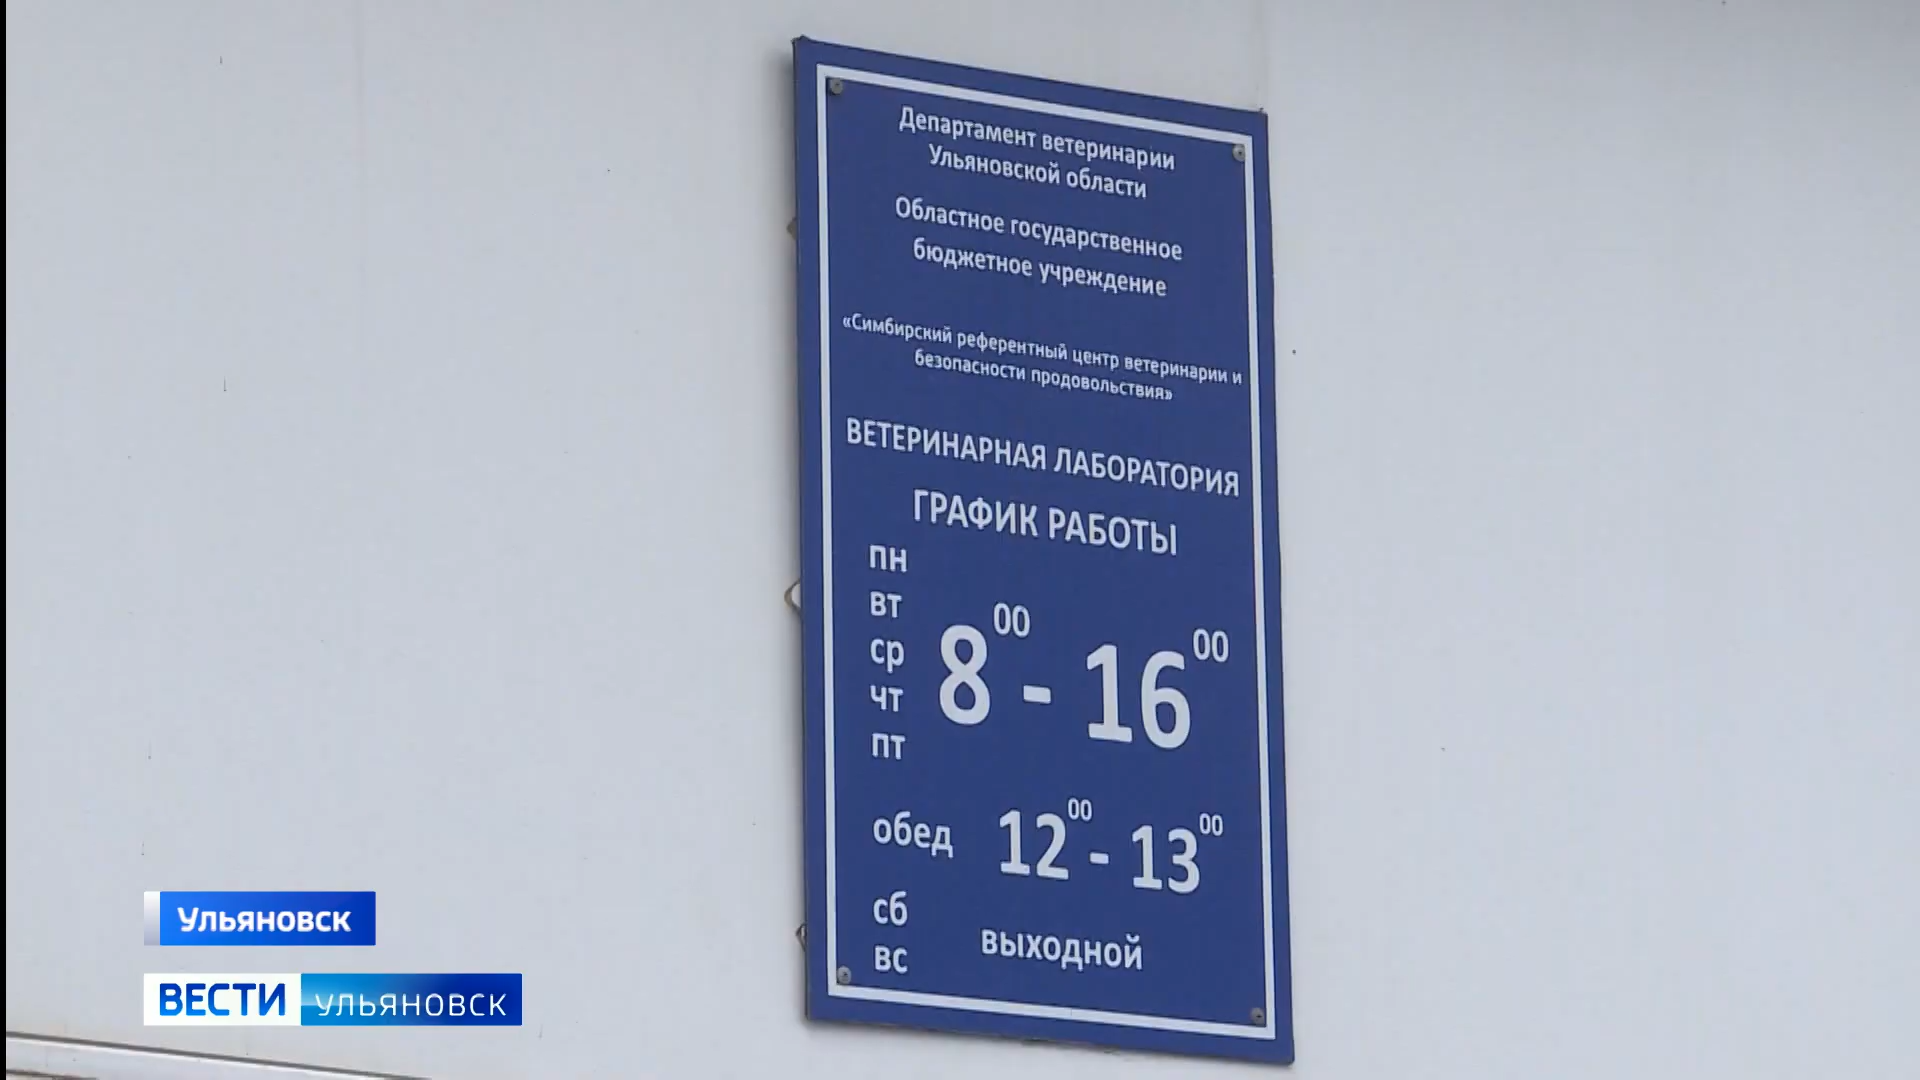 Департамент ветеринарии
Ульяновской области
Областное государственное
бюджетное учреждение
«Симбирский референтный центр ветеринарии и
безопасности продовольствия»
ВЕТЕРИНАРНАЯ ЛАБОРАТОРИЯ
ГРАФИК РАБОТЫ
пн
вт
ср
чт
пт
8 00 - 16 00
обед 12 00 - 13 00
сб
вс
выходной
Ульяновск
ВЕСТИ УЛЬЯНОВСК